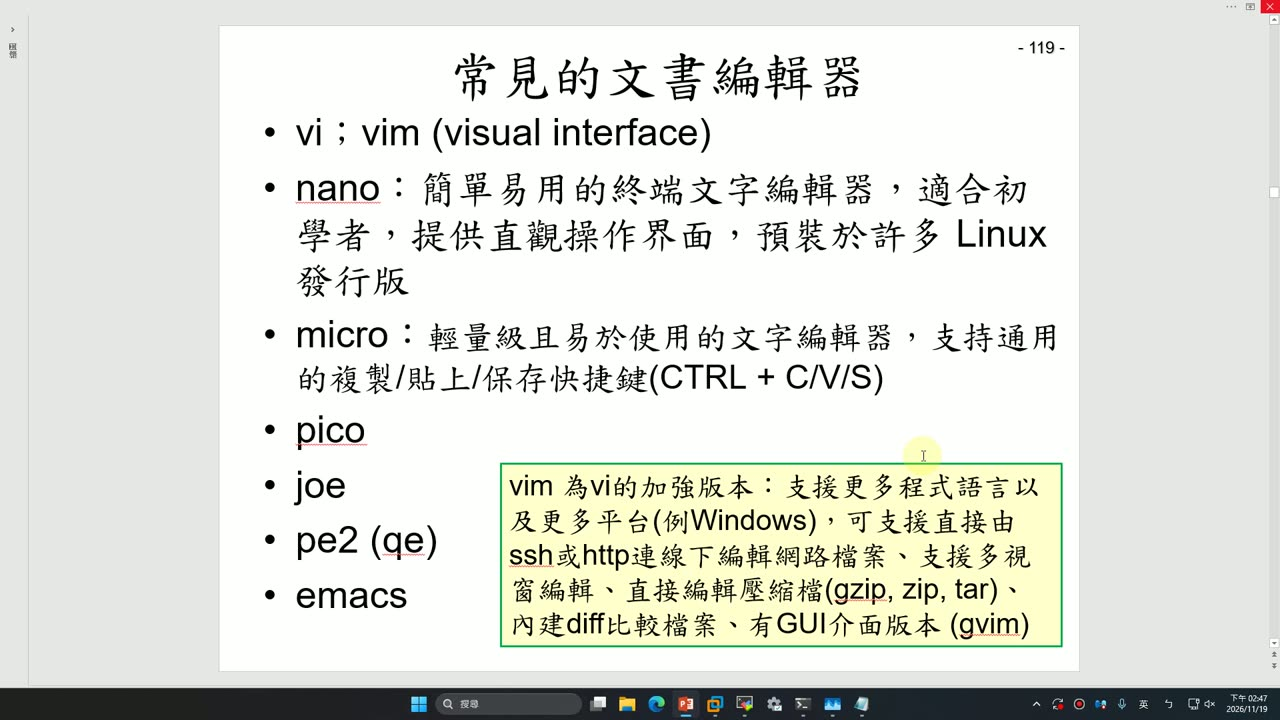 - 119 -
常見的文書編輯器
• vi；vim (visual interface)
• nano：簡單易用的終端文字編輯器，適合初
學者，提供直觀操作界面，預裝於許多 Linux
發行版
• micro：輕量級且易於使用的文字編輯器，支持通用
的複製/貼上/保存快捷鍵(CTRL + C/V/S)
• pico
• joe
• pe2 (qe)
• emacs
vim 為vi的加強版本：支援更多程式語言以
及更多平台(例Windows)，可支援直接由
ssh或http連線下編輯網路檔案、支援多視
窗編輯、直接編輯壓縮檔(gzip, zip, tar)、
內建diff比較檔案、有GUI介面版本 (gvim)
搜尋
英
ㄅ
下午 02:47
2026/11/19